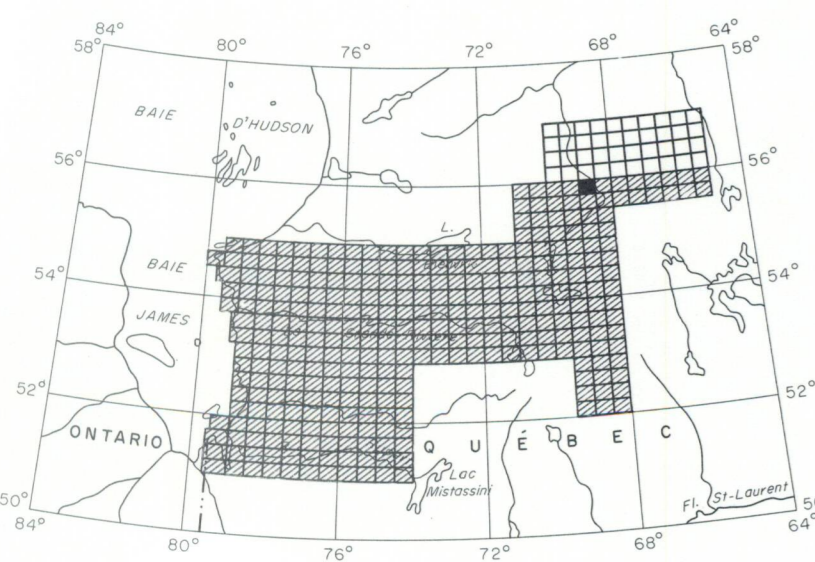 84° 80° 76° 72° 68° 64°
58° 58°
BAIE D'HUDSON
56° 56°
L.
BAIE
54° 54°
JAMES
52° 52°
ONTARIO QUÉBEC
Lac
Mistassini
Fl. St-Laurent
50°
84° 80° 76° 72° 68° 64°